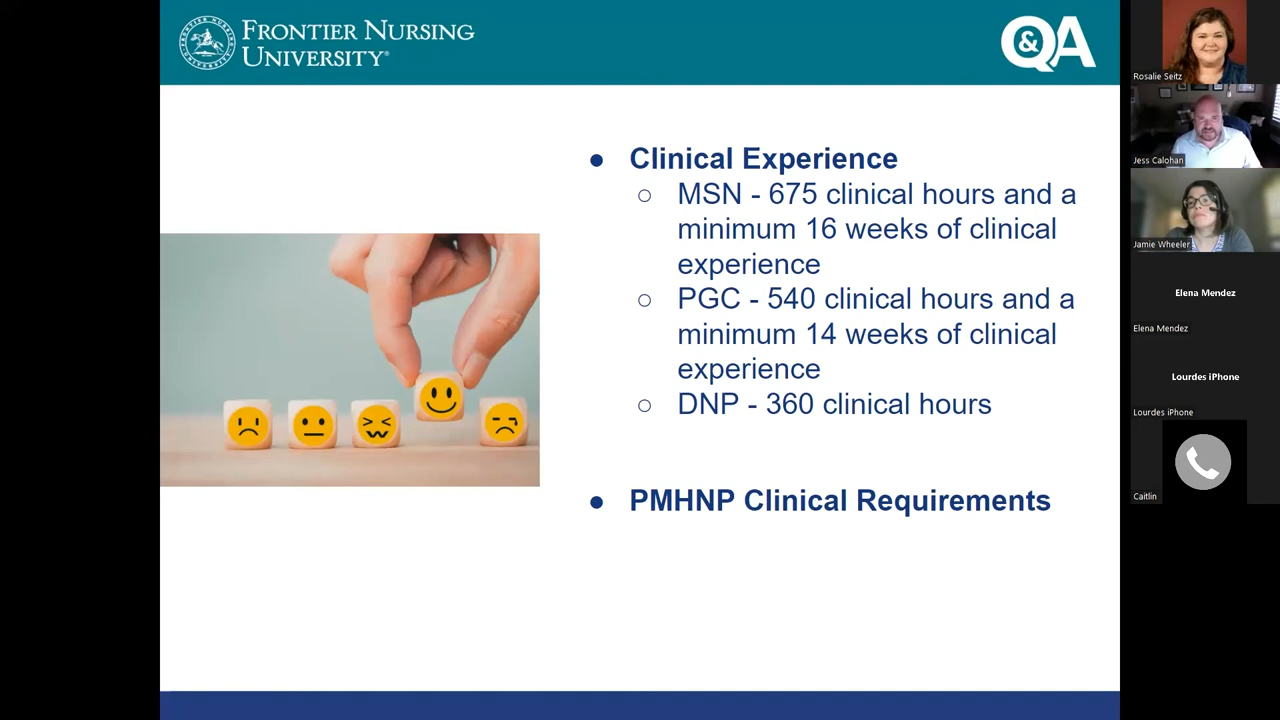 FRONTIER NURSING
UNIVERSITY®
Q&A
● Clinical Experience
○ MSN - 675 clinical hours and a
minimum 16 weeks of clinical
experience
○ PGC - 540 clinical hours and a
minimum 14 weeks of clinical
experience
○ DNP - 360 clinical hours
● PMHNP Clinical Requirements
Rosalie Seitz
Jess Calohan
Jamie Wheeler
Elena Mendez
Elena Mendez
Lourdes iPhone
Lourdes iPhone
Caitlin